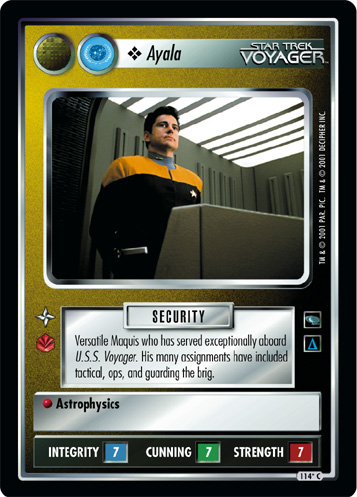 ❖ Ayala
STAR TREK
VOYAGER™
TM & © 2001 PAR. PIC. TM & © 2001 DECIPHER INC.
SECURITY
Versatile Maquis who has served exceptionally aboard
U.S.S. Voyager. His many assignments have included
tactical, ops, and guarding the brig.
Astrophysics
INTEGRITY 7 CUNNING 7 STRENGTH 7
114* C